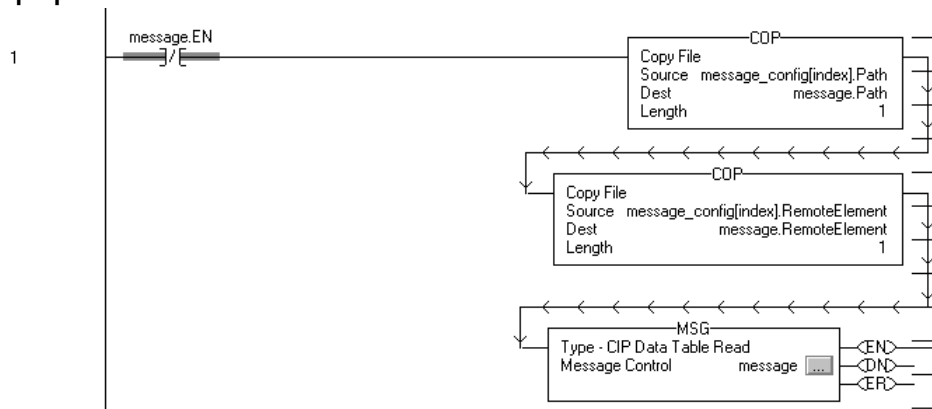 message.EN
1
COP
Copy File
Source message_config[index].Path
Dest message.Path
Length 1
COP
Copy File
Source message_config[index].RemoteElement
Dest message.RemoteElement
Length 1
MSG
Type - CIP Data Table Read
Message Control message ...
EN
DN
ER